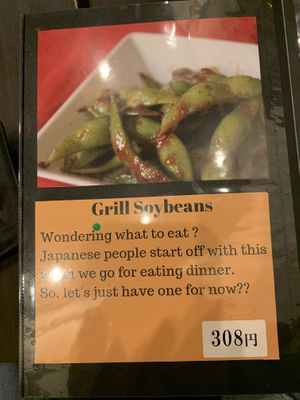 Grill Soybeans
Wondering what to eat ?
Japanese people start off with this
when we go for eating dinner.
So, let's just have one for now??
308円